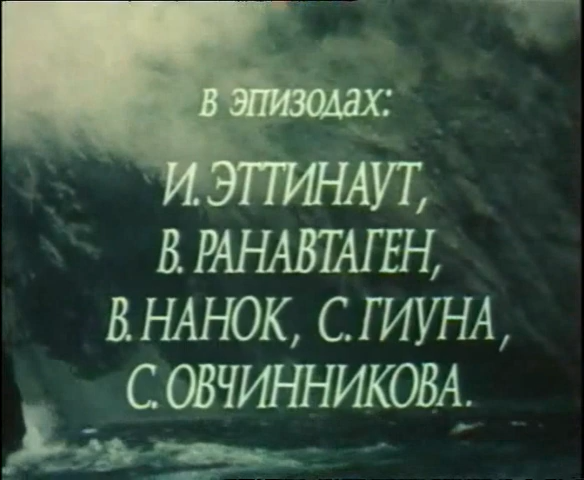 в эпизодах:
И. ЭТТИНАУТ,
В. РАНАВТАГЕН,
В. НАНОК, С. ГИУНА,
С. ОВЧИННИКОВА.